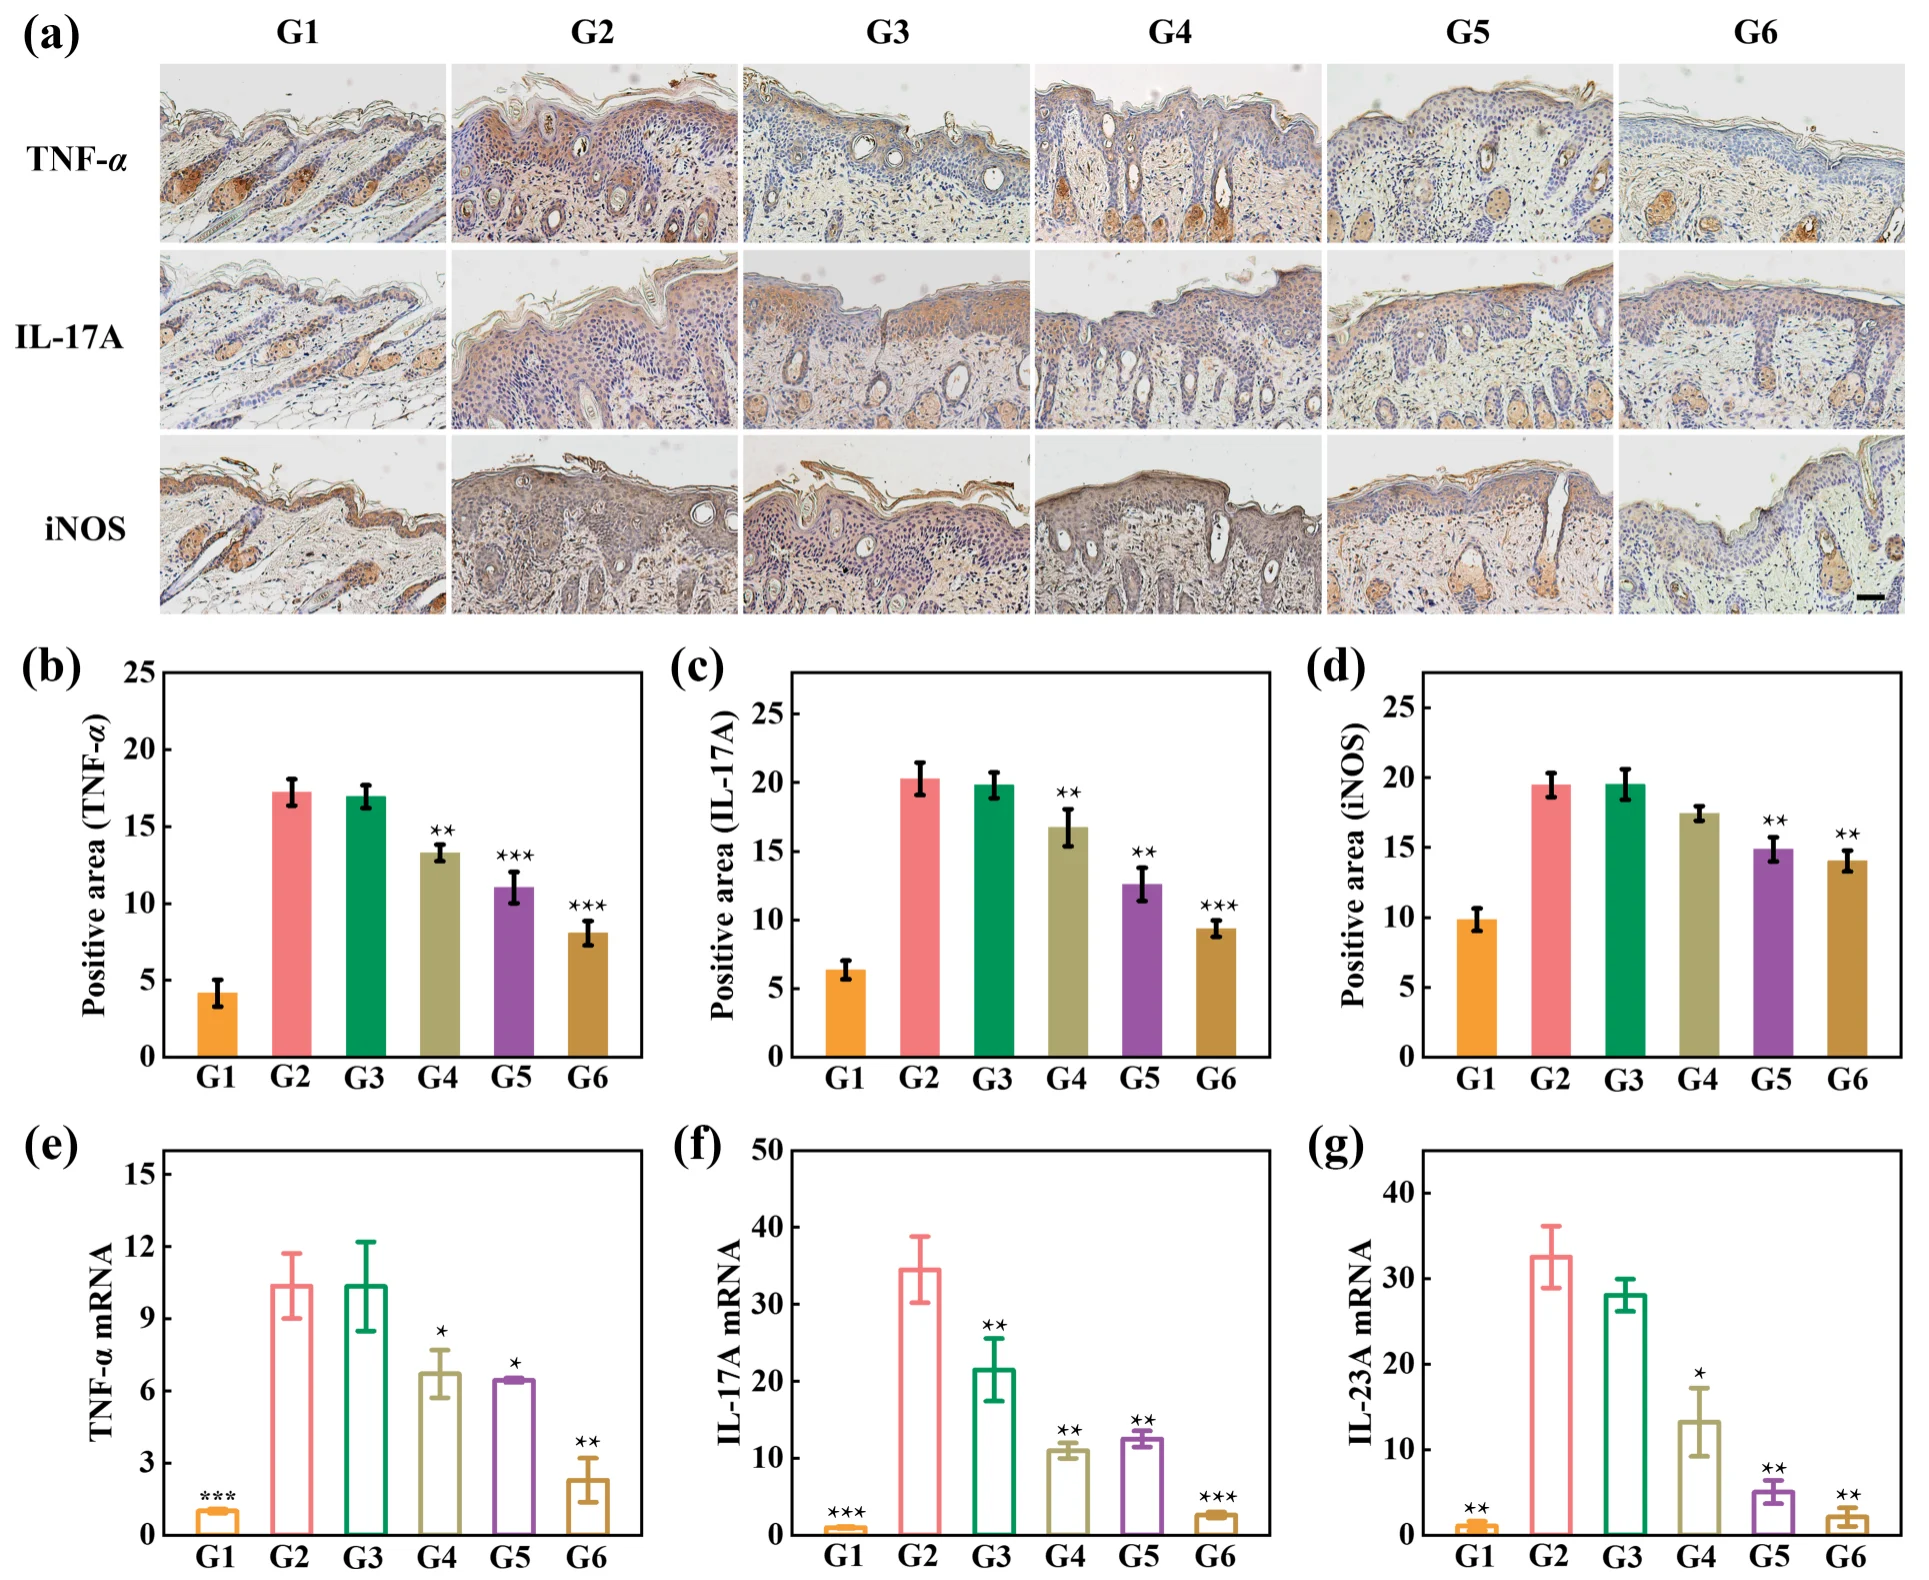 (a)
G1 G2 G3 G4 G5 G6
TNF-α
IL-17A
iNOS
(b)
Positive area (TNF-α)
25
20
15
10
5
0
**
***
***
G1 G2 G3 G4 G5 G6
(c)
Positive area (IL-17A)
25
20
15
10
5
0
**
**
***
G1 G2 G3 G4 G5 G6
(d)
Positive area (iNOS)
25
20
15
10
5
0
**
**
G1 G2 G3 G4 G5 G6
(e)
TNF-α mRNA
15
12
9
6
3
0
***
*
*
**
G1 G2 G3 G4 G5 G6
(f)
IL-17A mRNA
50
40
30
20
10
0
***
**
**
**
***
G1 G2 G3 G4 G5 G6
(g)
IL-23A mRNA
40
30
20
10
0
**
*
**
**
G1 G2 G3 G4 G5 G6